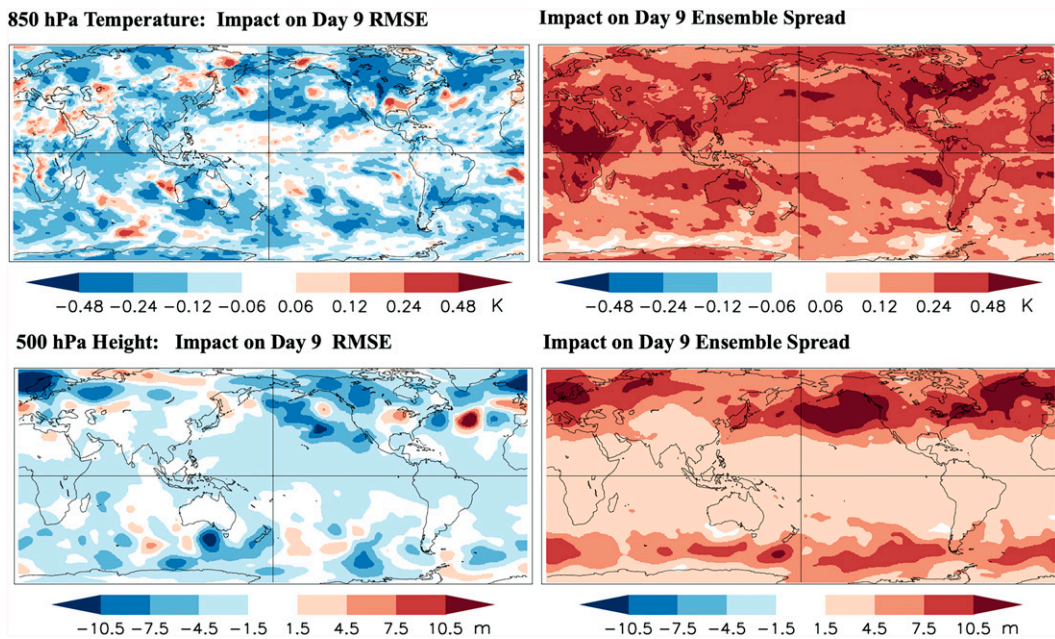 850 hPa Temperature: Impact on Day 9 RMSE
Impact on Day 9 Ensemble Spread
−0.48 −0.24 −0.12 −0.06 0.06 0.12 0.24 0.48 K
−0.48 −0.24 −0.12 −0.06 0.06 0.12 0.24 0.48 K
500 hPa Height: Impact on Day 9 RMSE
Impact on Day 9 Ensemble Spread
−10.5 −7.5 −4.5 −1.5 1.5 4.5 7.5 10.5 m
−10.5 −7.5 −4.5 −1.5 1.5 4.5 7.5 10.5 m